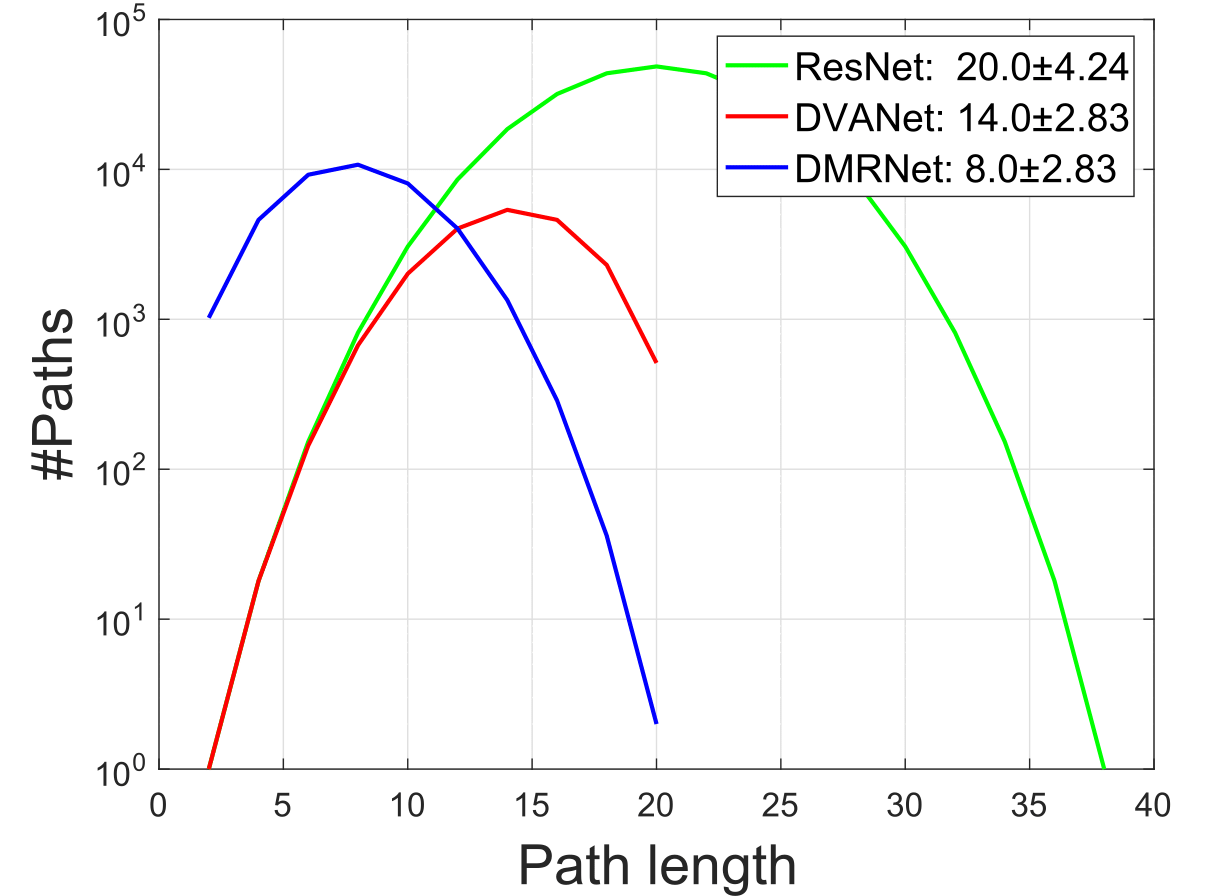 10^5
10^4
10^3
10^2
10^1
10^0
#Paths
ResNet: 20.0±4.24
DVANet: 14.0±2.83
DMRNet: 8.0±2.83
0 5 10 15 20 25 30 35 40
Path length